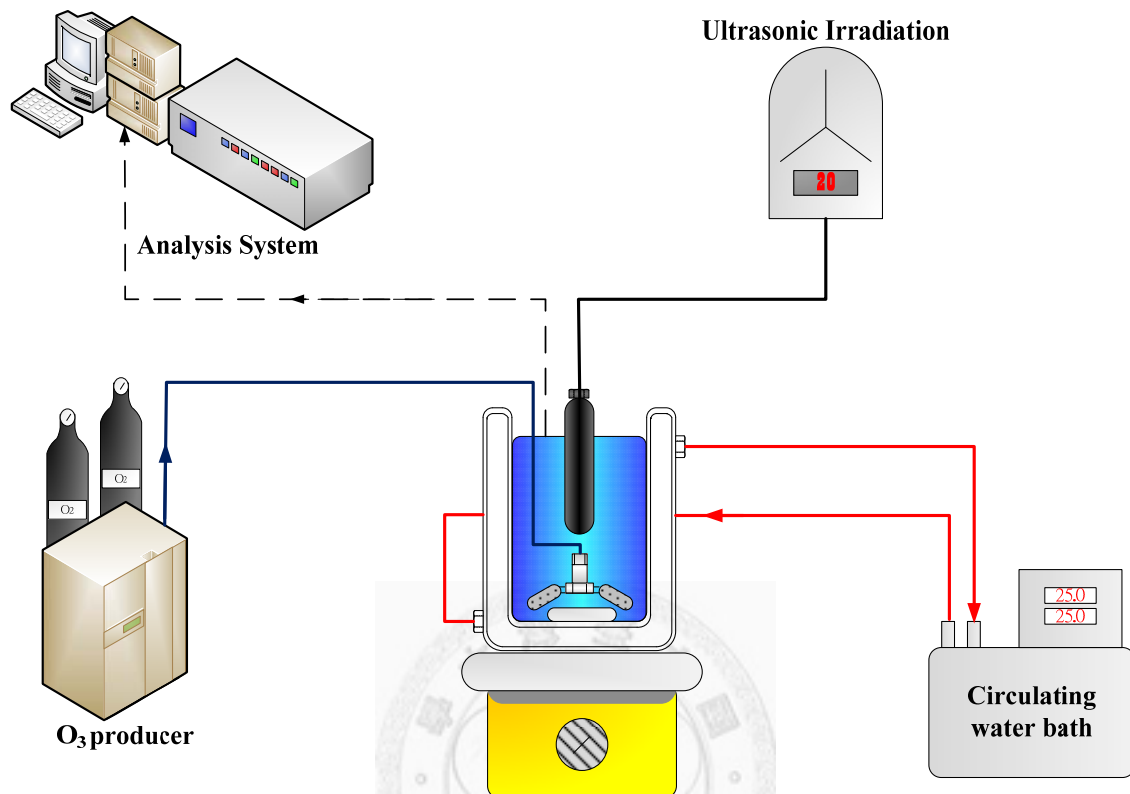 Ultrasonic Irradiation
20
Analysis System
O2
O2
O3 producer
25.0
25.0
Circulating
water bath